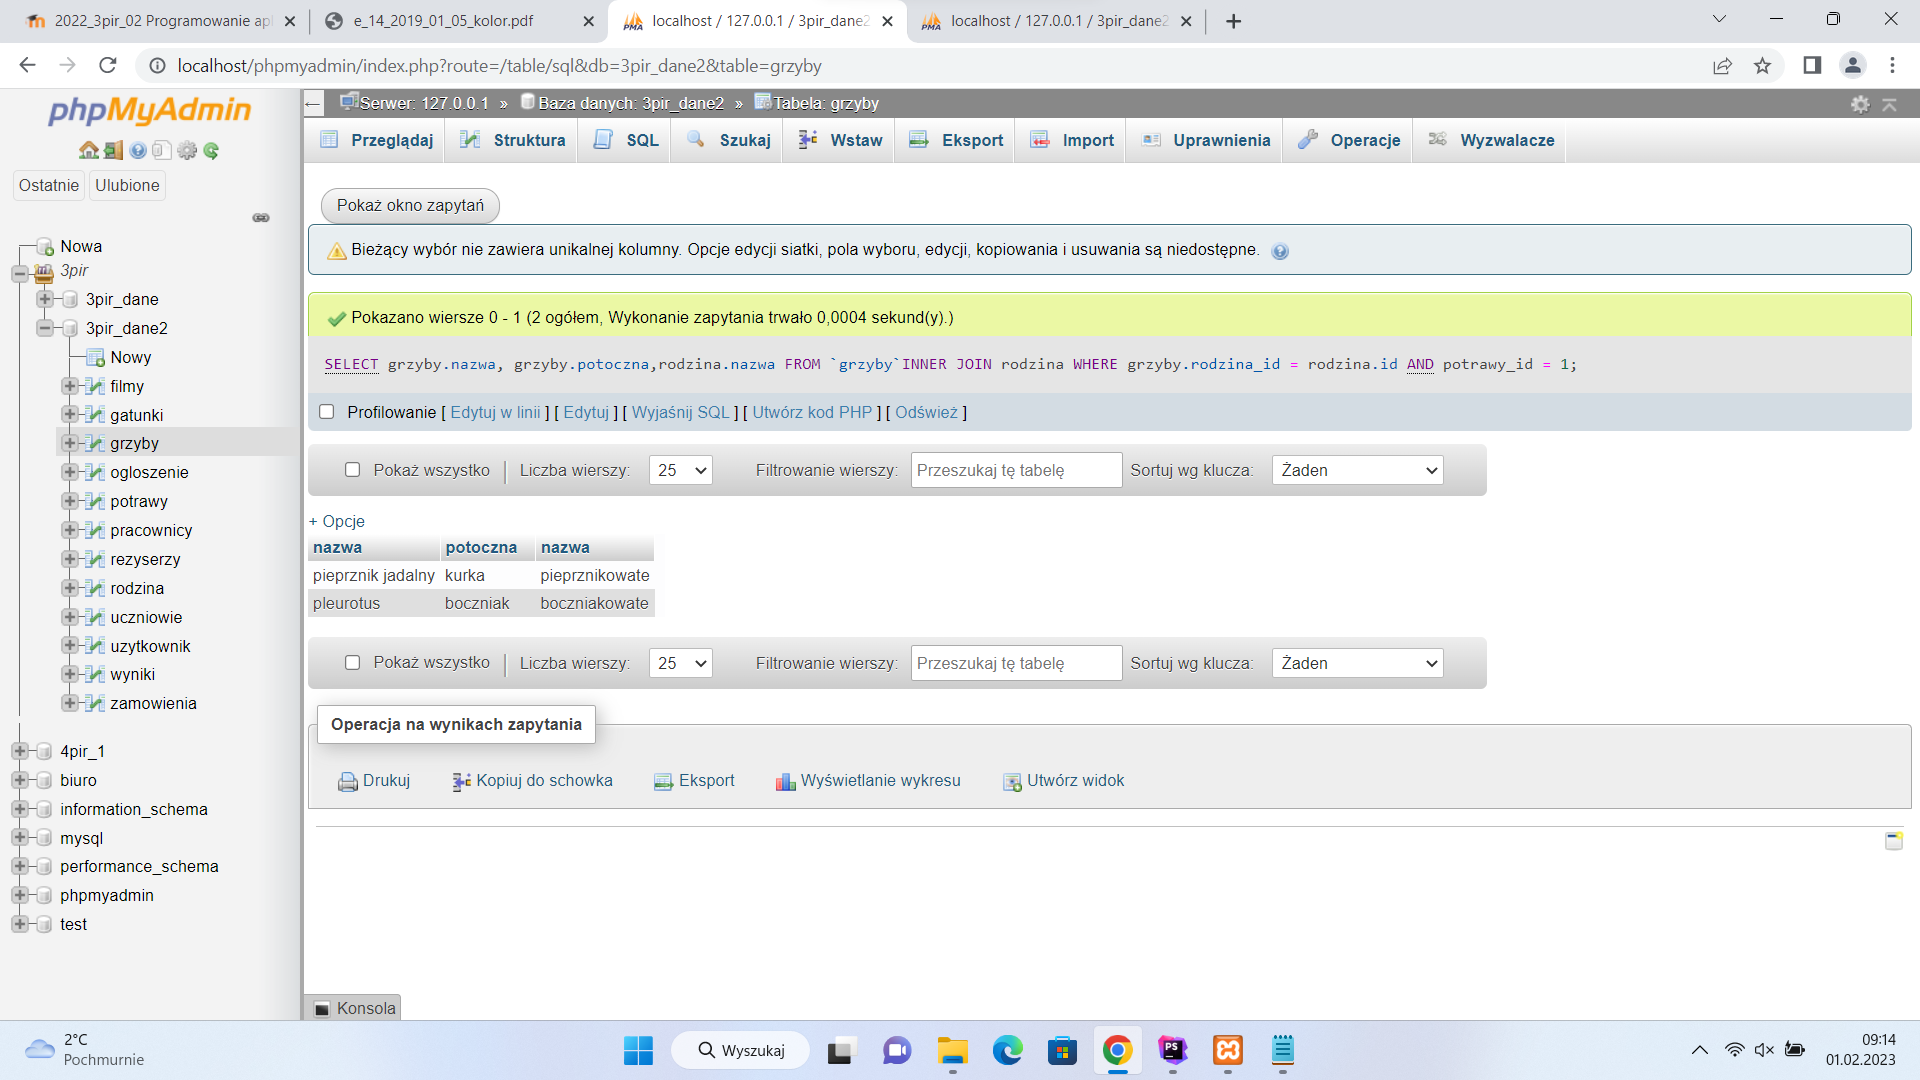 2022_3pir_02 Programowanie apl
e_14_2019_01_05_kolor.pdf
localhost / 127.0.0.1 / 3pir_dane2
localhost / 127.0.0.1 / 3pir_dane2
localhost/phpmyadmin/index.php?route=/table/sql&db=3pir_dane2&table=grzyby
phpMyAdmin
Ostatnie Ulubione
Nowa
3pir
3pir_dane
3pir_dane2
Nowy
filmy
gatunki
grzyby
ogloszenie
potrawy
pracownicy
rezyserzy
rodzina
uczniowie
uzytkownik
wyniki
zamowienia
4pir_1
biuro
information_schema
mysql
performance_schema
phpmyadmin
test
Serwer: 127.0.0.1 » Baza danych: 3pir_dane2 » Tabela: grzyby
Przeglądaj Struktura SQL Szukaj Wstaw Eksport Import Uprawnienia Operacje Wyzwalacze
Pokaż okno zapytań
Bieżący wybór nie zawiera unikalnej kolumny. Opcje edycji siatki, pola wyboru, edycji, kopiowania i usuwania są niedostępne.
Pokazano wiersze 0 - 1 (2 ogółem, Wykonanie zapytania trwało 0,0004 sekund(y).)
SELECT grzyby.nazwa, grzyby.potoczna,rodzina.nazwa FROM `grzyby`INNER JOIN rodzina WHERE grzyby.rodzina_id = rodzina.id AND potrawy_id = 1;
Profilowanie [ Edytuj w linii ] [ Edytuj ] [ Wyjaśnij SQL ] [ Utwórz kod PHP ] [ Odśwież ]
Pokaż wszystko | Liczba wierszy: 25 Filtrowanie wierszy: Przeszukaj tę tabelę Sortuj wg klucza: Żaden
+ Opcje
nazwa potoczna nazwa
pieprznik jadalny kurka pieprznikowate
pleurotus boczniak boczniakowate
Pokaż wszystko | Liczba wierszy: 25 Filtrowanie wierszy: Przeszukaj tę tabelę Sortuj wg klucza: Żaden
Operacja na wynikach zapytania
Drukuj Kopiuj do schowka Eksport Wyświetlanie wykresu Utwórz widok
Konsola
2°C
Pochmurnie
Wyszukaj
09:14
01.02.2023